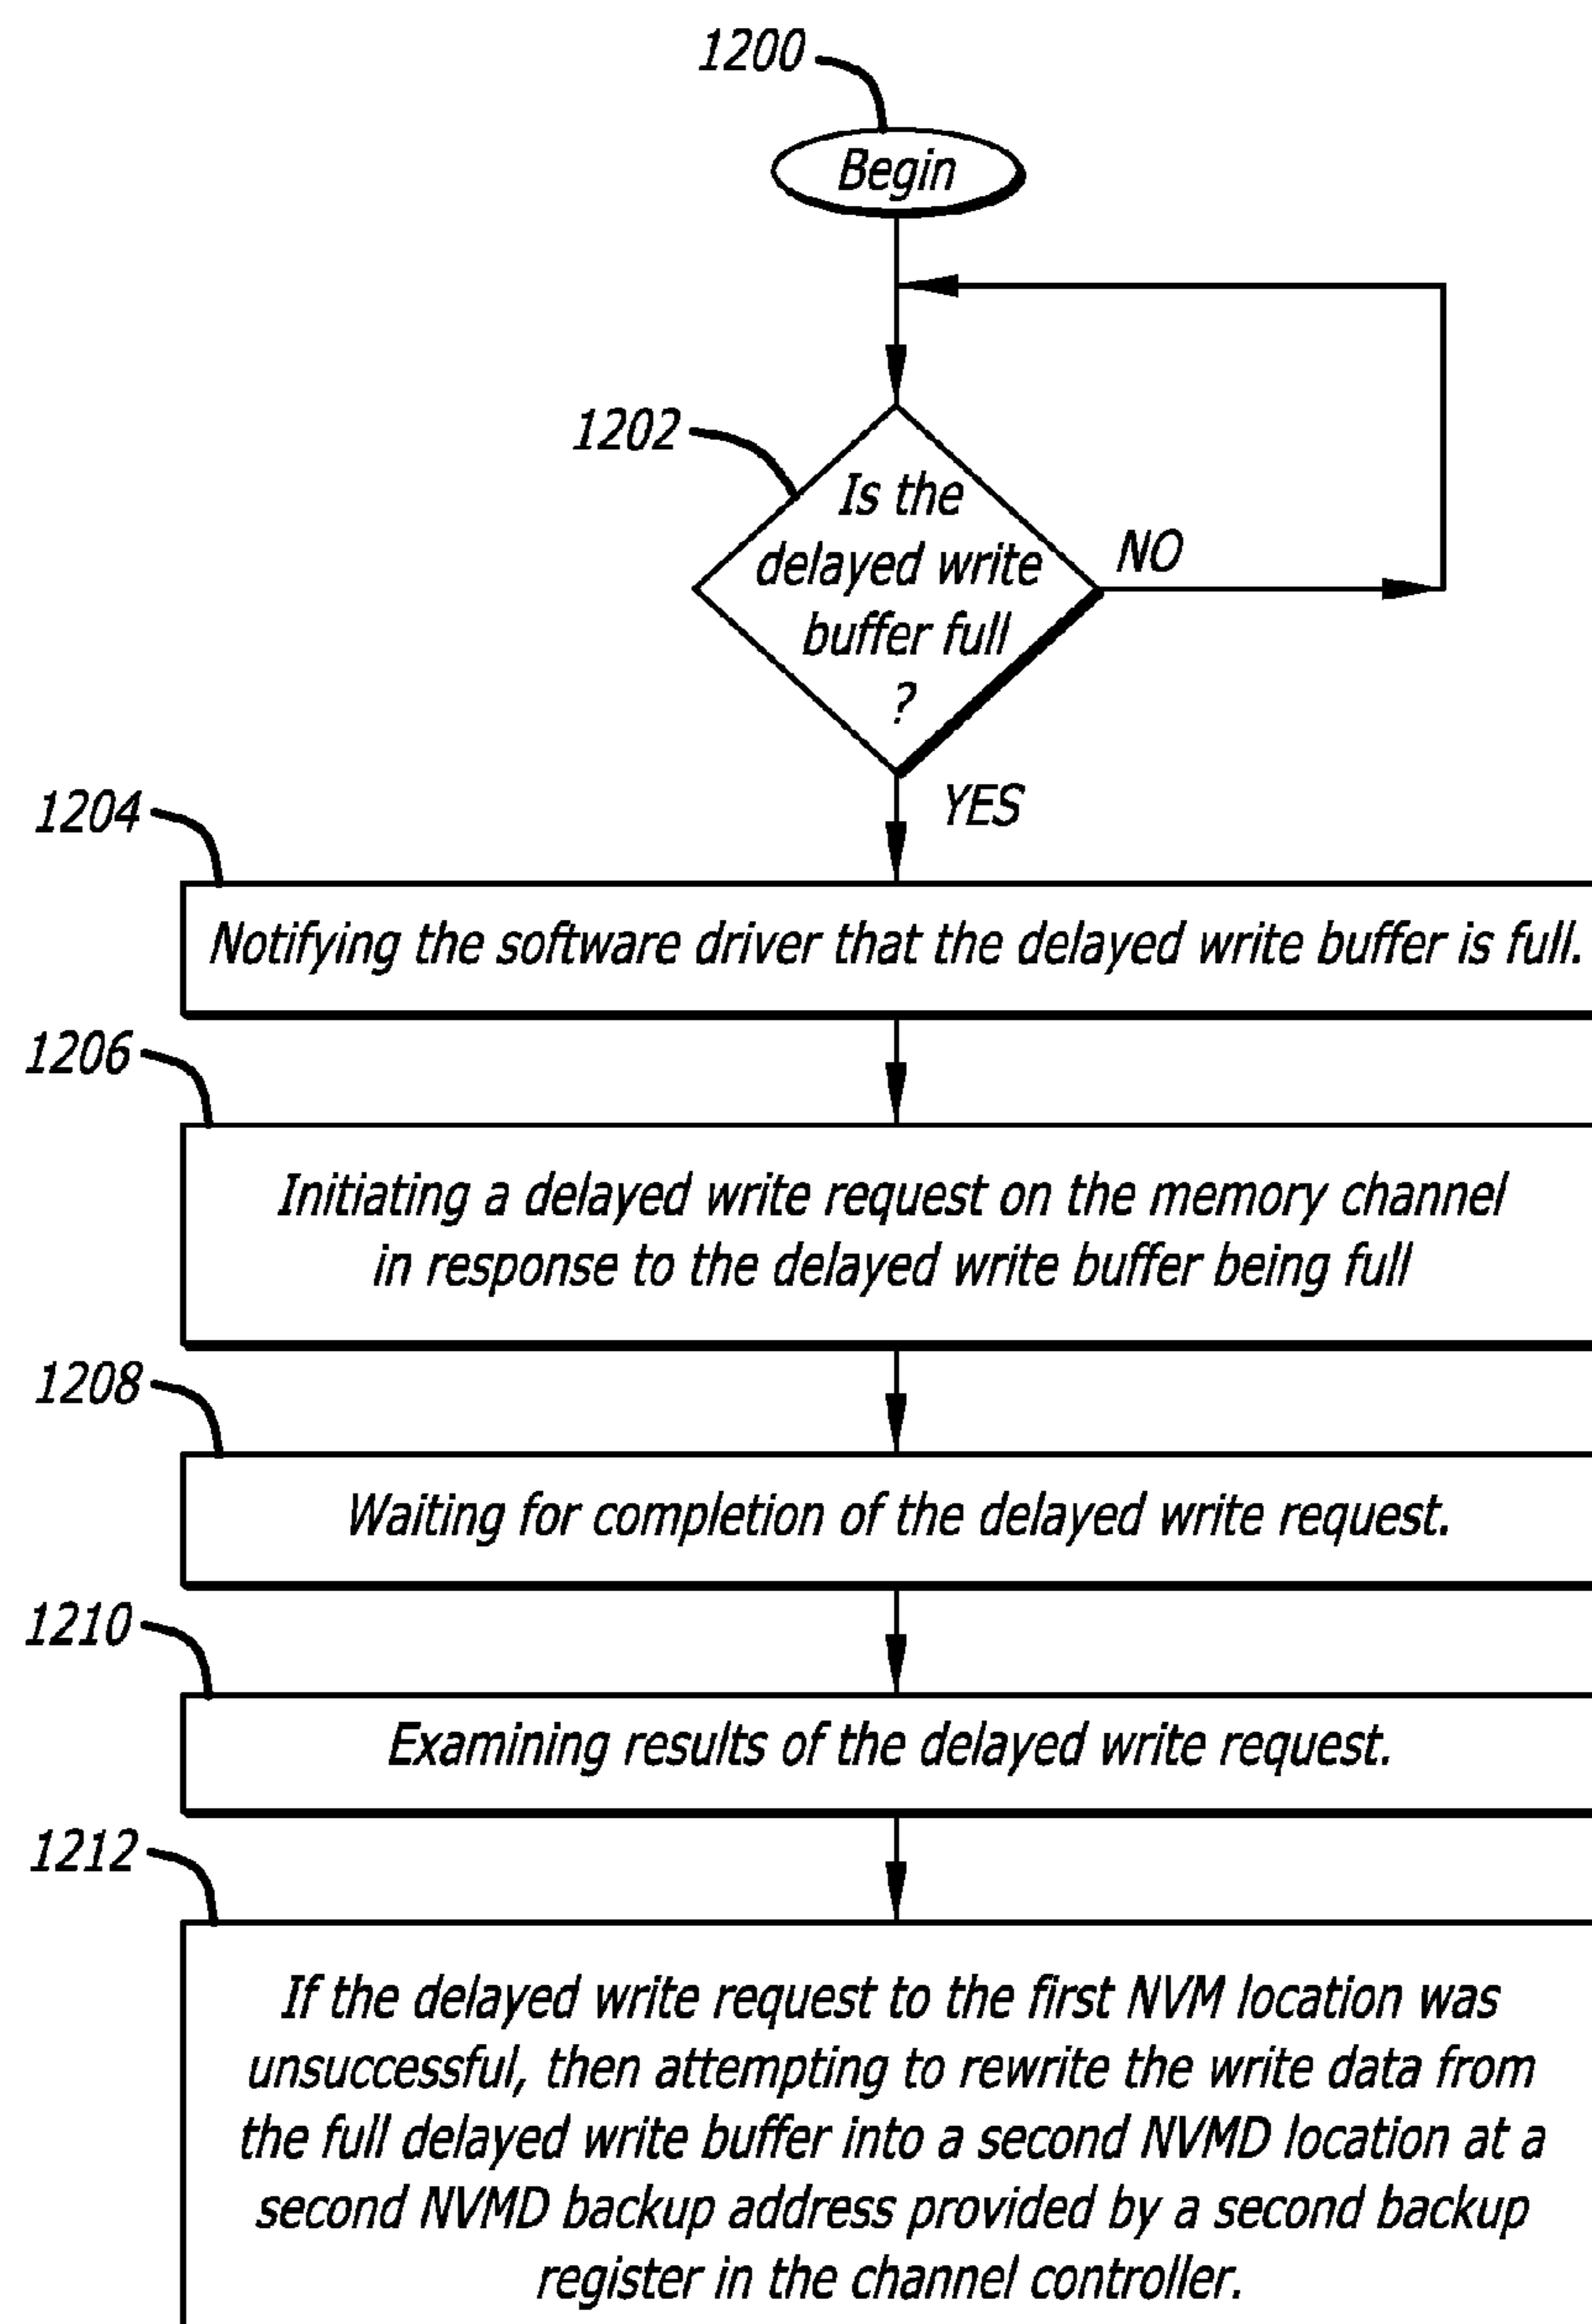 1200
Begin
1202
Is the
delayed write
buffer full
?
NO
YES
1204
Notifying the software driver that the delayed write buffer is full.
1206
Initiating a delayed write request on the memory channel
in response to the delayed write buffer being full
1208
Waiting for completion of the delayed write request.
1210
Examining results of the delayed write request.
1212
If the delayed write request to the first NVM location was
unsuccessful, then attempting to rewrite the write data from
the full delayed write buffer into a second NVMD location at a
second NVMD backup address provided by a second backup
register in the channel controller.